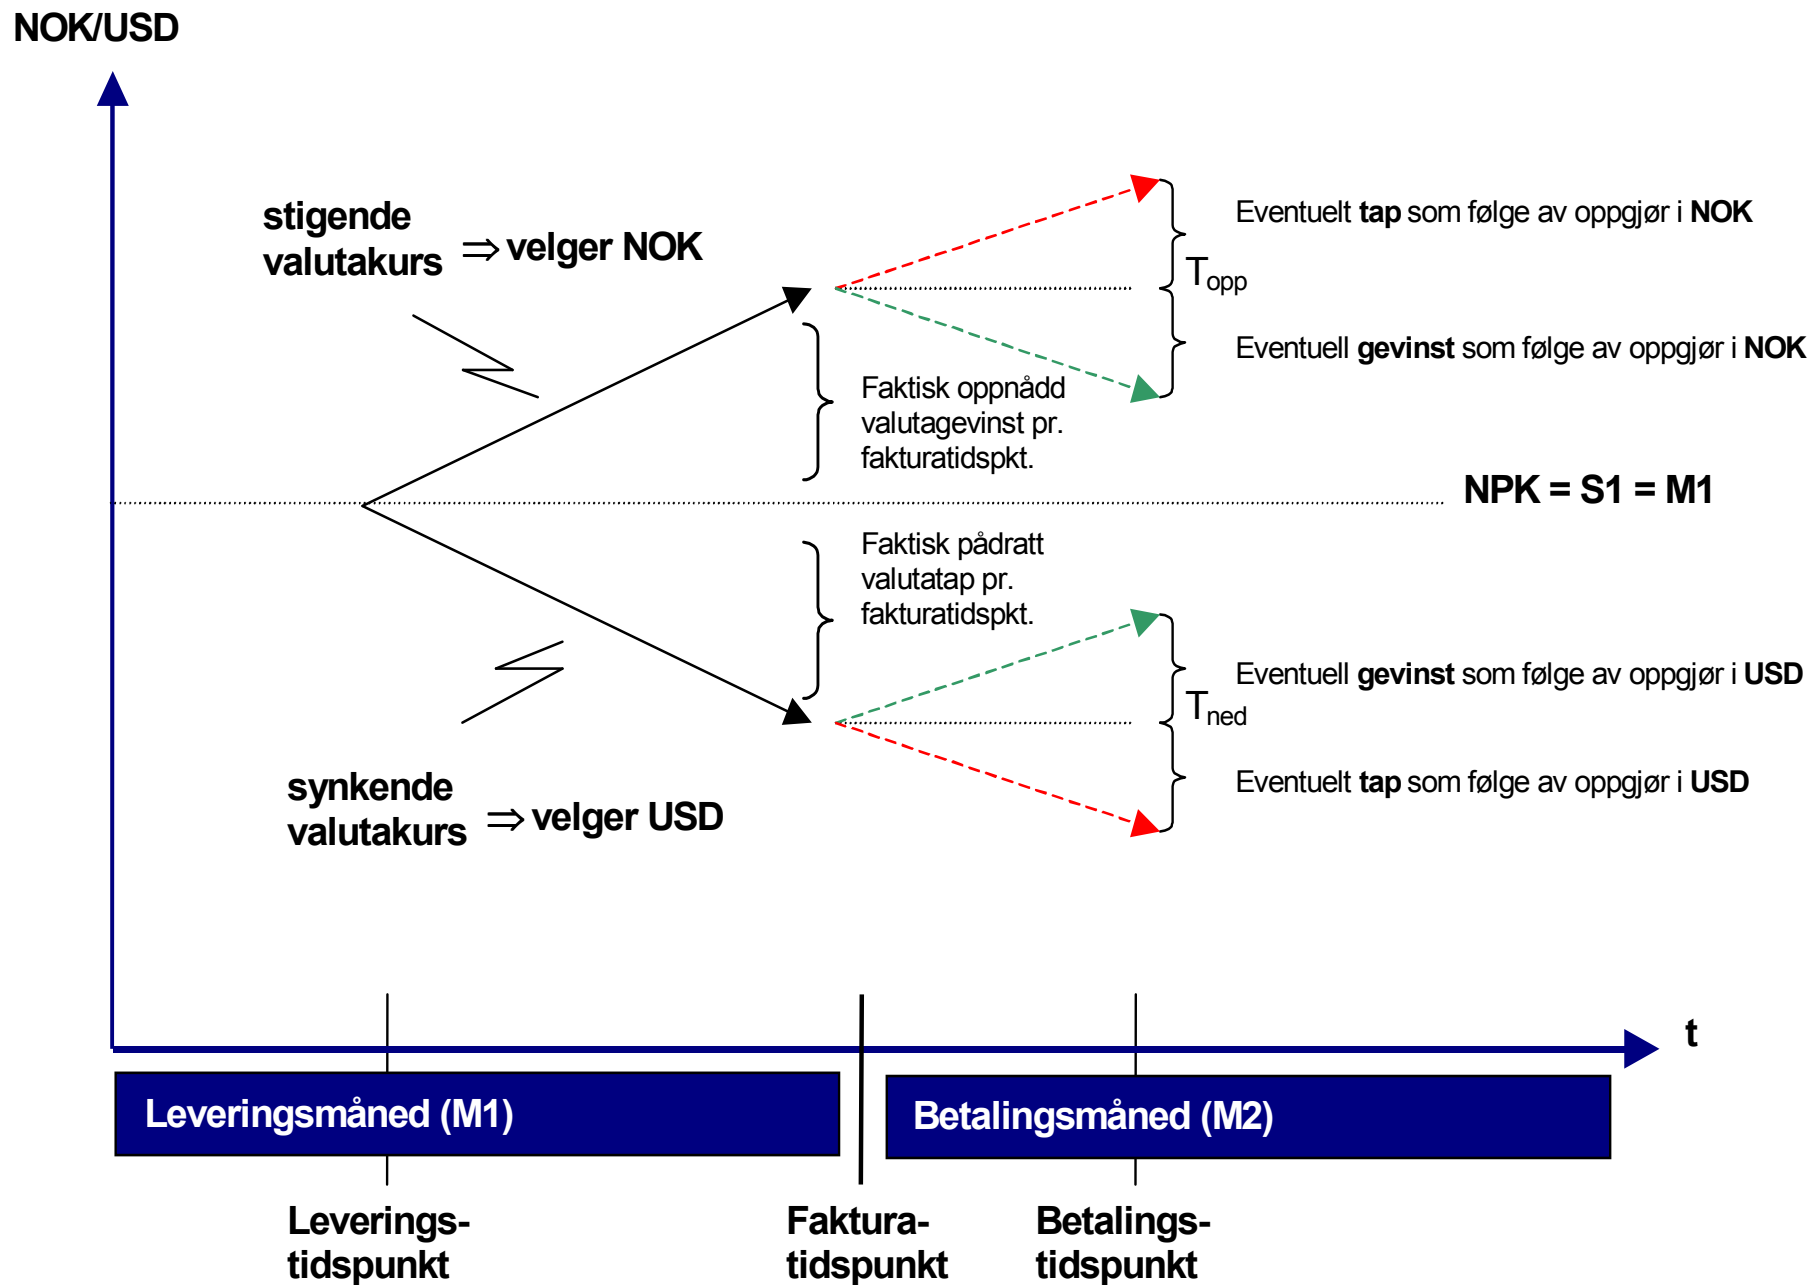 NOK/USD
stigende
valutakurs ⇒ velger NOK
Eventuelt tap som følge av oppgjør i NOK
Topp
Eventuell gevinst som følge av oppgjør i NOK
Faktisk oppnådd
valutagevinst pr.
fakturatidspkt.
NPK = S1 = M1
Faktisk pådratt
valutatap pr.
fakturatidspkt.
Eventuell gevinst som følge av oppgjør i USD
Tned
Eventuelt tap som følge av oppgjør i USD
synkende
valutakurs ⇒ velger USD
t
Leveringsmåned (M1)
Betalingsmåned (M2)
Leverings-
tidspunkt
Faktura-
tidspunkt
Betalings-
tidspunkt